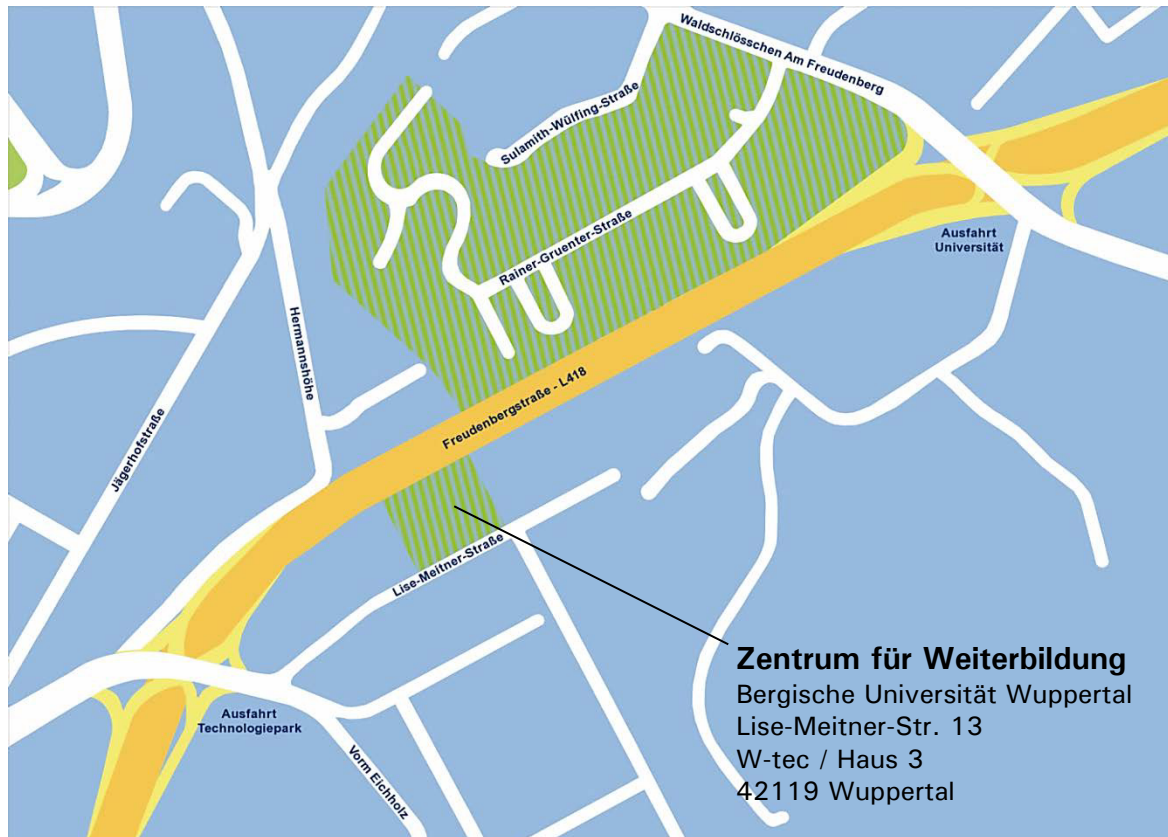 Waldschlösschen Am Freudenberg
Sulamith-Wülfing-Straße
Rainer-Gruenter-Straße
Ausfahrt
Universität
Hermannshöhe
Jägerhofstraße
Freudenbergstraße - L418
Lise-Meitner-Straße
Ausfahrt
Technologiepark
Vorm Eichholz
Zentrum für Weiterbildung
Bergische Universität Wuppertal
Lise-Meitner-Str. 13
W-tec / Haus 3
42119 Wuppertal